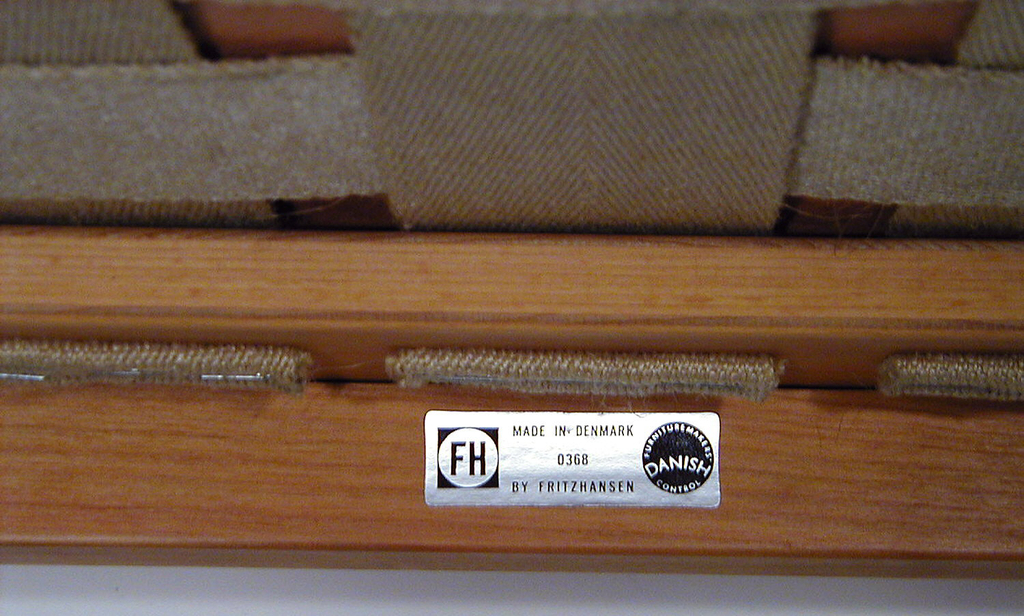 FH
MADE IN DENMARK
0368
BY FRITZHANSEN
FURNITUREMAKERS'
DANISH
CONTROL